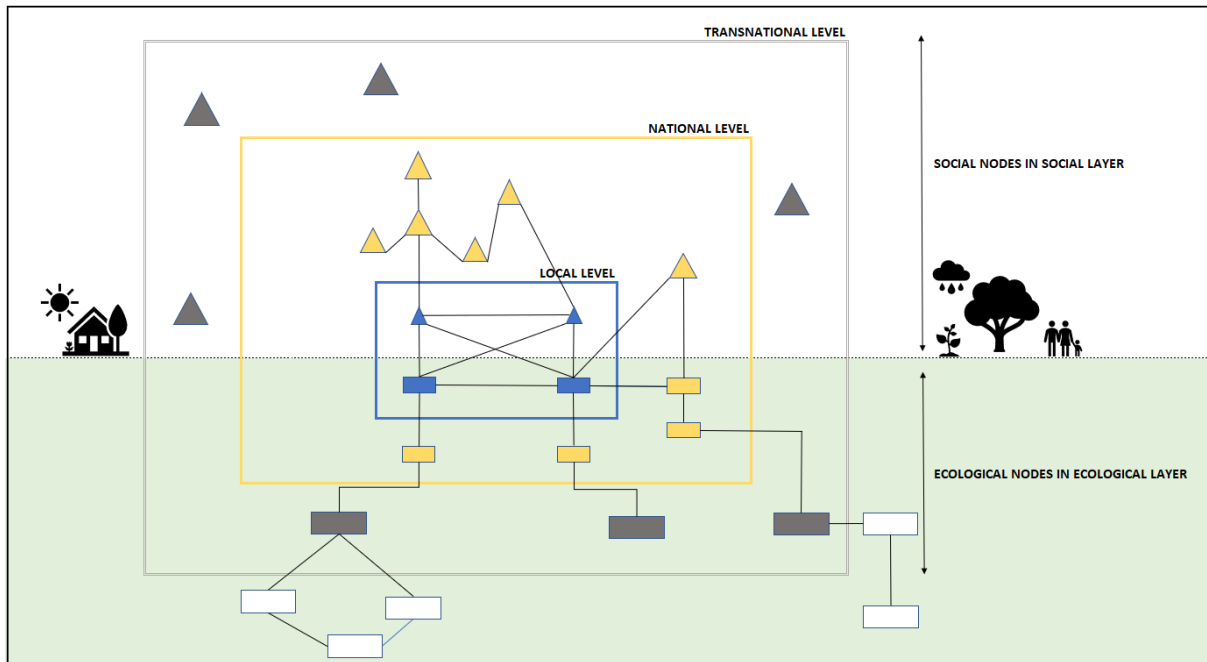 TRANSNATIONAL LEVEL
NATIONAL LEVEL
SOCIAL NODES IN SOCIAL LAYER
LOCAL LEVEL
ECOLOGICAL NODES IN ECOLOGICAL LAYER